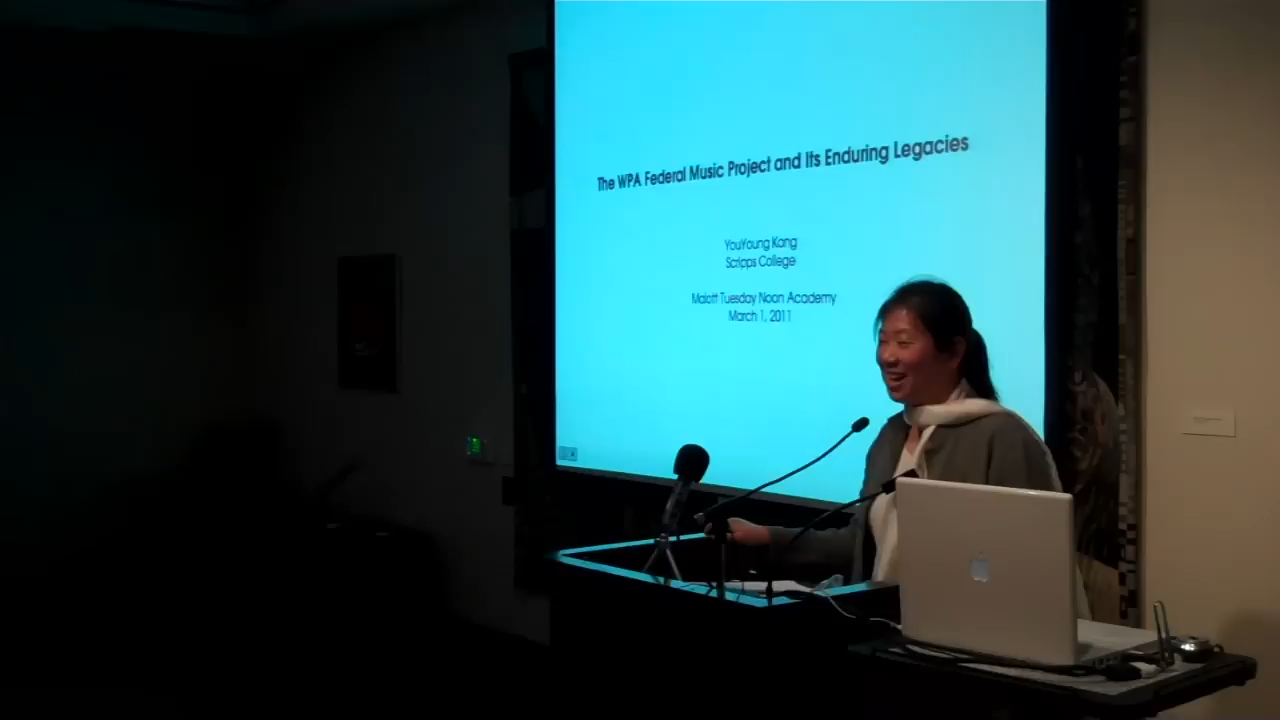 The WPA Federal Music Project and Its Enduring Legacies
YouYoung Kang
Scripps College
Malott Tuesday Noon Academy
March 1, 2011